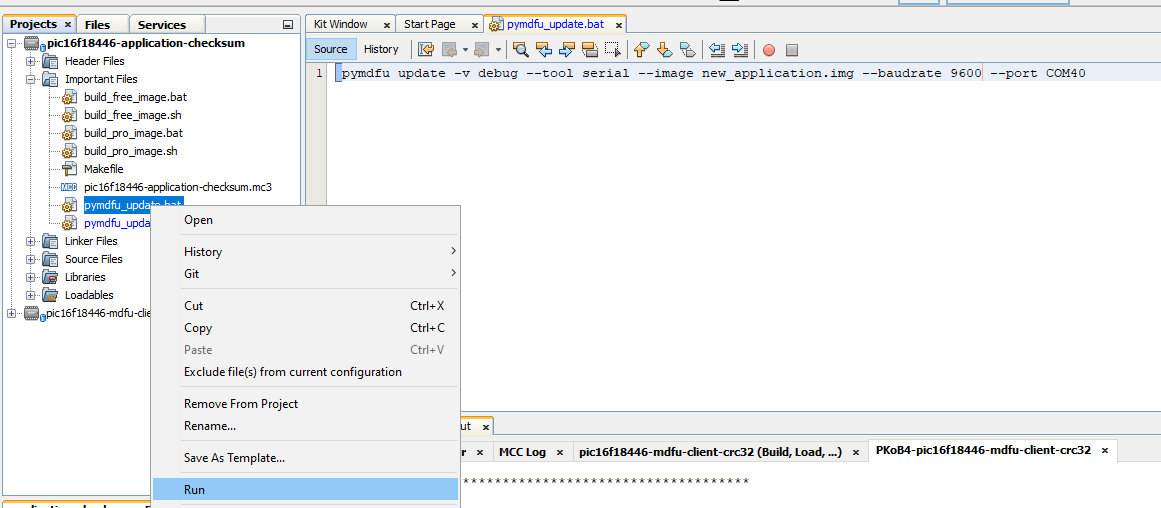 Projects × Files Services
pic16f18446-application-checksum
Header Files
Important Files
build_free_image.bat
build_free_image.sh
build_pro_image.bat
build_pro_image.sh
Makefile
pic16f18446-application-checksum.mc3
pymdfu_update.bat
pymdfu_upda
Linker Files
Source Files
Libraries
Loadables
pic16f18446-mdfu-clie
Open
History
Git
Cut Ctrl+X
Copy Ctrl+C
Paste Ctrl+V
Exclude file(s) from current configuration
Remove From Project
Rename...
Save As Template...
Run
Kit Window × Start Page × pymdfu_update.bat ×
Source History
1 pymdfu update -v debug --tool serial --image new_application.img --baudrate 9600 --port COM40
ut ×
r × MCC Log × pic16f18446-mdfu-client-crc32 (Build, Load, ...) × PKoB4-pic16f18446-mdfu-client-crc32 ×
************************************